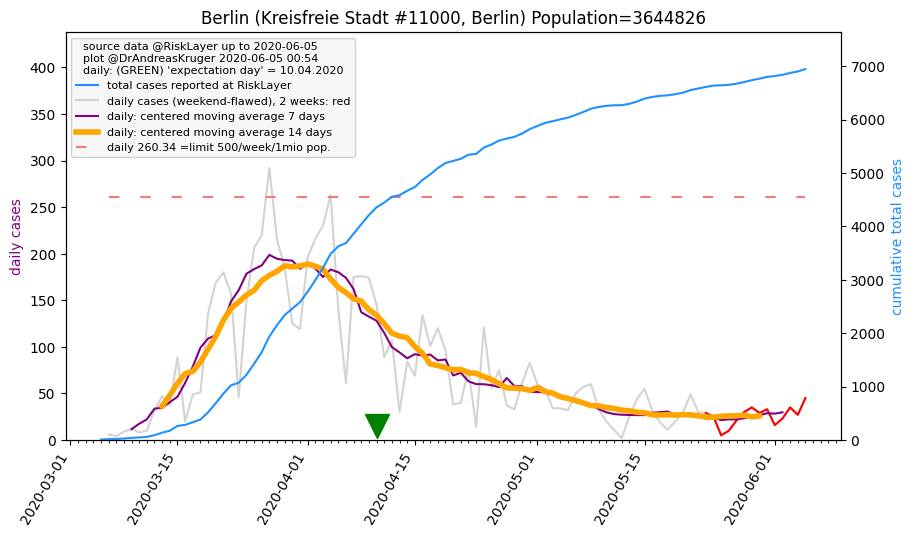 Berlin (Kreisfreie Stadt #11000, Berlin) Population=3644826
source data @RiskLayer up to 2020-06-05
plot @DrAndreasKruger 2020-06-05 00:54
daily: (GREEN) 'expectation day' = 10.04.2020
total cases reported at RiskLayer
daily cases (weekend-flawed), 2 weeks: red
daily: centered moving average 7 days
daily: centered moving average 14 days
daily 260.34 =limit 500/week/1mio pop.
daily cases
400
350
300
250
200
150
100
50
0
7000
6000
5000
4000
3000
2000
1000
0
cumulative total cases
2020-03-01
2020-03-15
2020-04-01
2020-04-15
2020-05-01
2020-05-15
2020-06-01